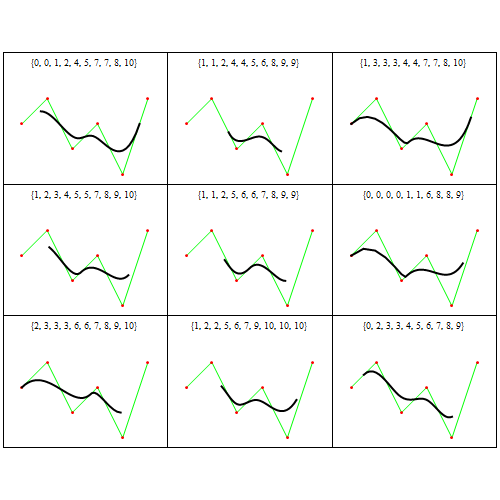 {0, 0, 1, 2, 4, 5, 7, 7, 8, 10}
{1, 1, 2, 4, 4, 5, 6, 8, 9, 9}
{1, 3, 3, 3, 4, 4, 7, 7, 8, 10}
{1, 2, 3, 4, 5, 5, 7, 8, 9, 10}
{1, 1, 2, 5, 6, 6, 7, 8, 9, 9}
{0, 0, 0, 0, 1, 1, 6, 8, 8, 9}
{2, 3, 3, 3, 6, 6, 7, 8, 9, 10}
{1, 2, 2, 5, 6, 7, 9, 10, 10, 10}
{0, 2, 3, 3, 4, 5, 6, 7, 8, 9}